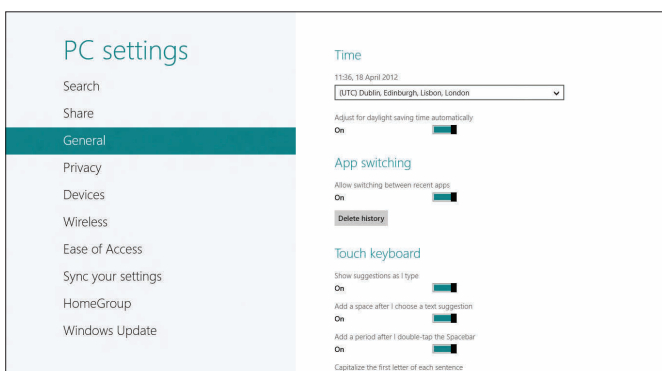 PC settings
Search
Share
General
Privacy
Devices
Wireless
Ease of Access
Sync your settings
HomeGroup
Windows Update
Time
11:36, 18 April 2012
(UTC) Dublin, Edinburgh, Lisbon, London
Adjust for daylight saving time automatically
On
App switching
Allow switching between recent apps
On
Delete history
Touch keyboard
Show suggestions as I type
On
Add a space after I choose a text suggestion
On
Add a period after I double-tap the Spacebar
On
Capitalize the first letter of each sentence